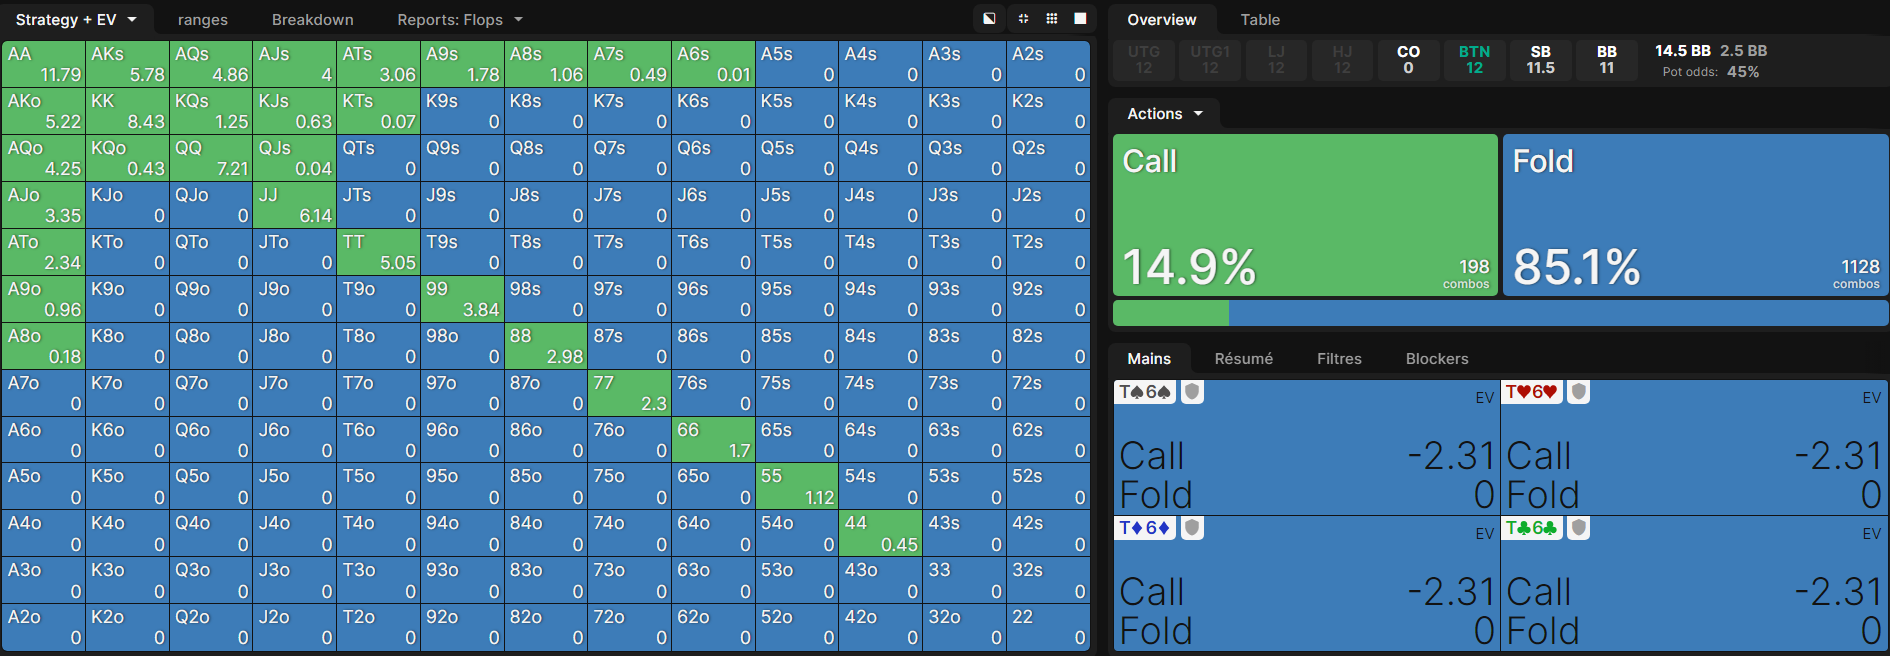 Strategy + EV ranges Breakdown Reports: Flops
AA AKs AQs AJs ATs A9s A8s A7s A6s A5s A4s A3s A2s
11.79 5.78 4.86 4 3.06 1.78 1.06 0.49 0.01 0 0 0 0
AKo KK KQs KJs KTs K9s K8s K7s K6s K5s K4s K3s K2s
5.22 8.43 1.25 0.63 0.07 0 0 0 0 0 0 0 0
AQo KQo QQ QJs QTs Q9s Q8s Q7s Q6s Q5s Q4s Q3s Q2s
4.25 0.43 7.21 0.04 0 0 0 0 0 0 0 0 0
AJo KJo QJo JJ JTs J9s J8s J7s J6s J5s J4s J3s J2s
3.35 0 0 6.14 0 0 0 0 0 0 0 0 0
ATo KTo QTo JTo TT T9s T8s T7s T6s T5s T4s T3s T2s
2.34 0 0 0 5.05 0 0 0 0 0 0 0 0
A9o K9o Q9o J9o T9o 99 98s 97s 96s 95s 94s 93s 92s
0.96 0 0 0 0 3.84 0 0 0 0 0 0 0
A8o K8o Q8o J8o T8o 98o 88 87s 86s 85s 84s 83s 82s
0.18 0 0 0 0 0 2.98 0 0 0 0 0 0
A7o K7o Q7o J7o T7o 97o 87o 77 76s 75s 74s 73s 72s
0 0 0 0 0 0 0 2.3 0 0 0 0 0
A6o K6o Q6o J6o T6o 96o 86o 76o 66 65s 64s 63s 62s
0 0 0 0 0 0 0 0 1.7 0 0 0 0
A5o K5o Q5o J5o T5o 95o 85o 75o 65o 55 54s 53s 52s
0 0 0 0 0 0 0 0 0 1.12 0 0 0
A4o K4o Q4o J4o T4o 94o 84o 74o 64o 54o 44 43s 42s
0 0 0 0 0 0 0 0 0 0 0.45 0 0
A3o K3o Q3o J3o T3o 93o 83o 73o 63o 53o 43o 33 32s
0 0 0 0 0 0 0 0 0 0 0 0 0
A2o K2o Q2o J2o T2o 92o 82o 72o 62o 52o 42o 32o 22
0 0 0 0 0 0 0 0 0 0 0 0 0
Overview Table
UTG UTG1 LJ HJ CO BTN SB BB 14.5 BB 2.5 BB
12 12 12 12 0 12 11.5 11 Pot odds: 45%
Actions
Call Fold
14.9% 198 combos 85.1% 1128 combos
Mains Résumé Filtres Blockers
T♠6♠ EV T♥6♥ EV
Call -2.31 Call -2.31
Fold 0 Fold 0
T♦6♦ EV T♣6♣ EV
Call -2.31 Call -2.31
Fold 0 Fold 0